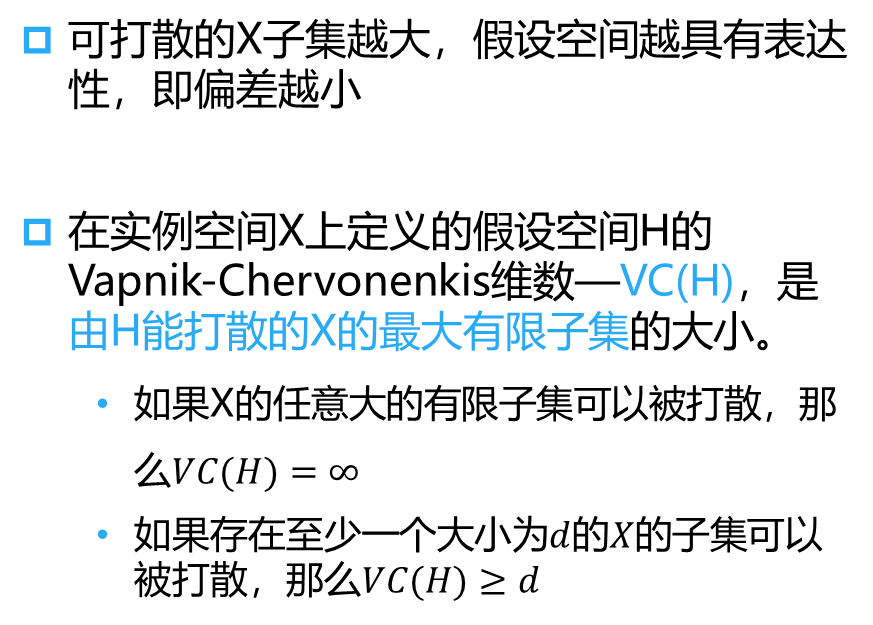 可打散的X子集越大，假设空间越具有表达
性，即偏差越小
在实例空间X上定义的假设空间H的
Vapnik-Chervonenkis维数—VC(H)，是
由H能打散的X的最大有限子集的大小。
如果X的任意大的有限子集可以被打散，那
么𝑉𝐶(𝐻) = ∞
如果存在至少一个大小为𝑑的𝑋的子集可以
被打散，那么𝑉𝐶(𝐻) ≥ 𝑑